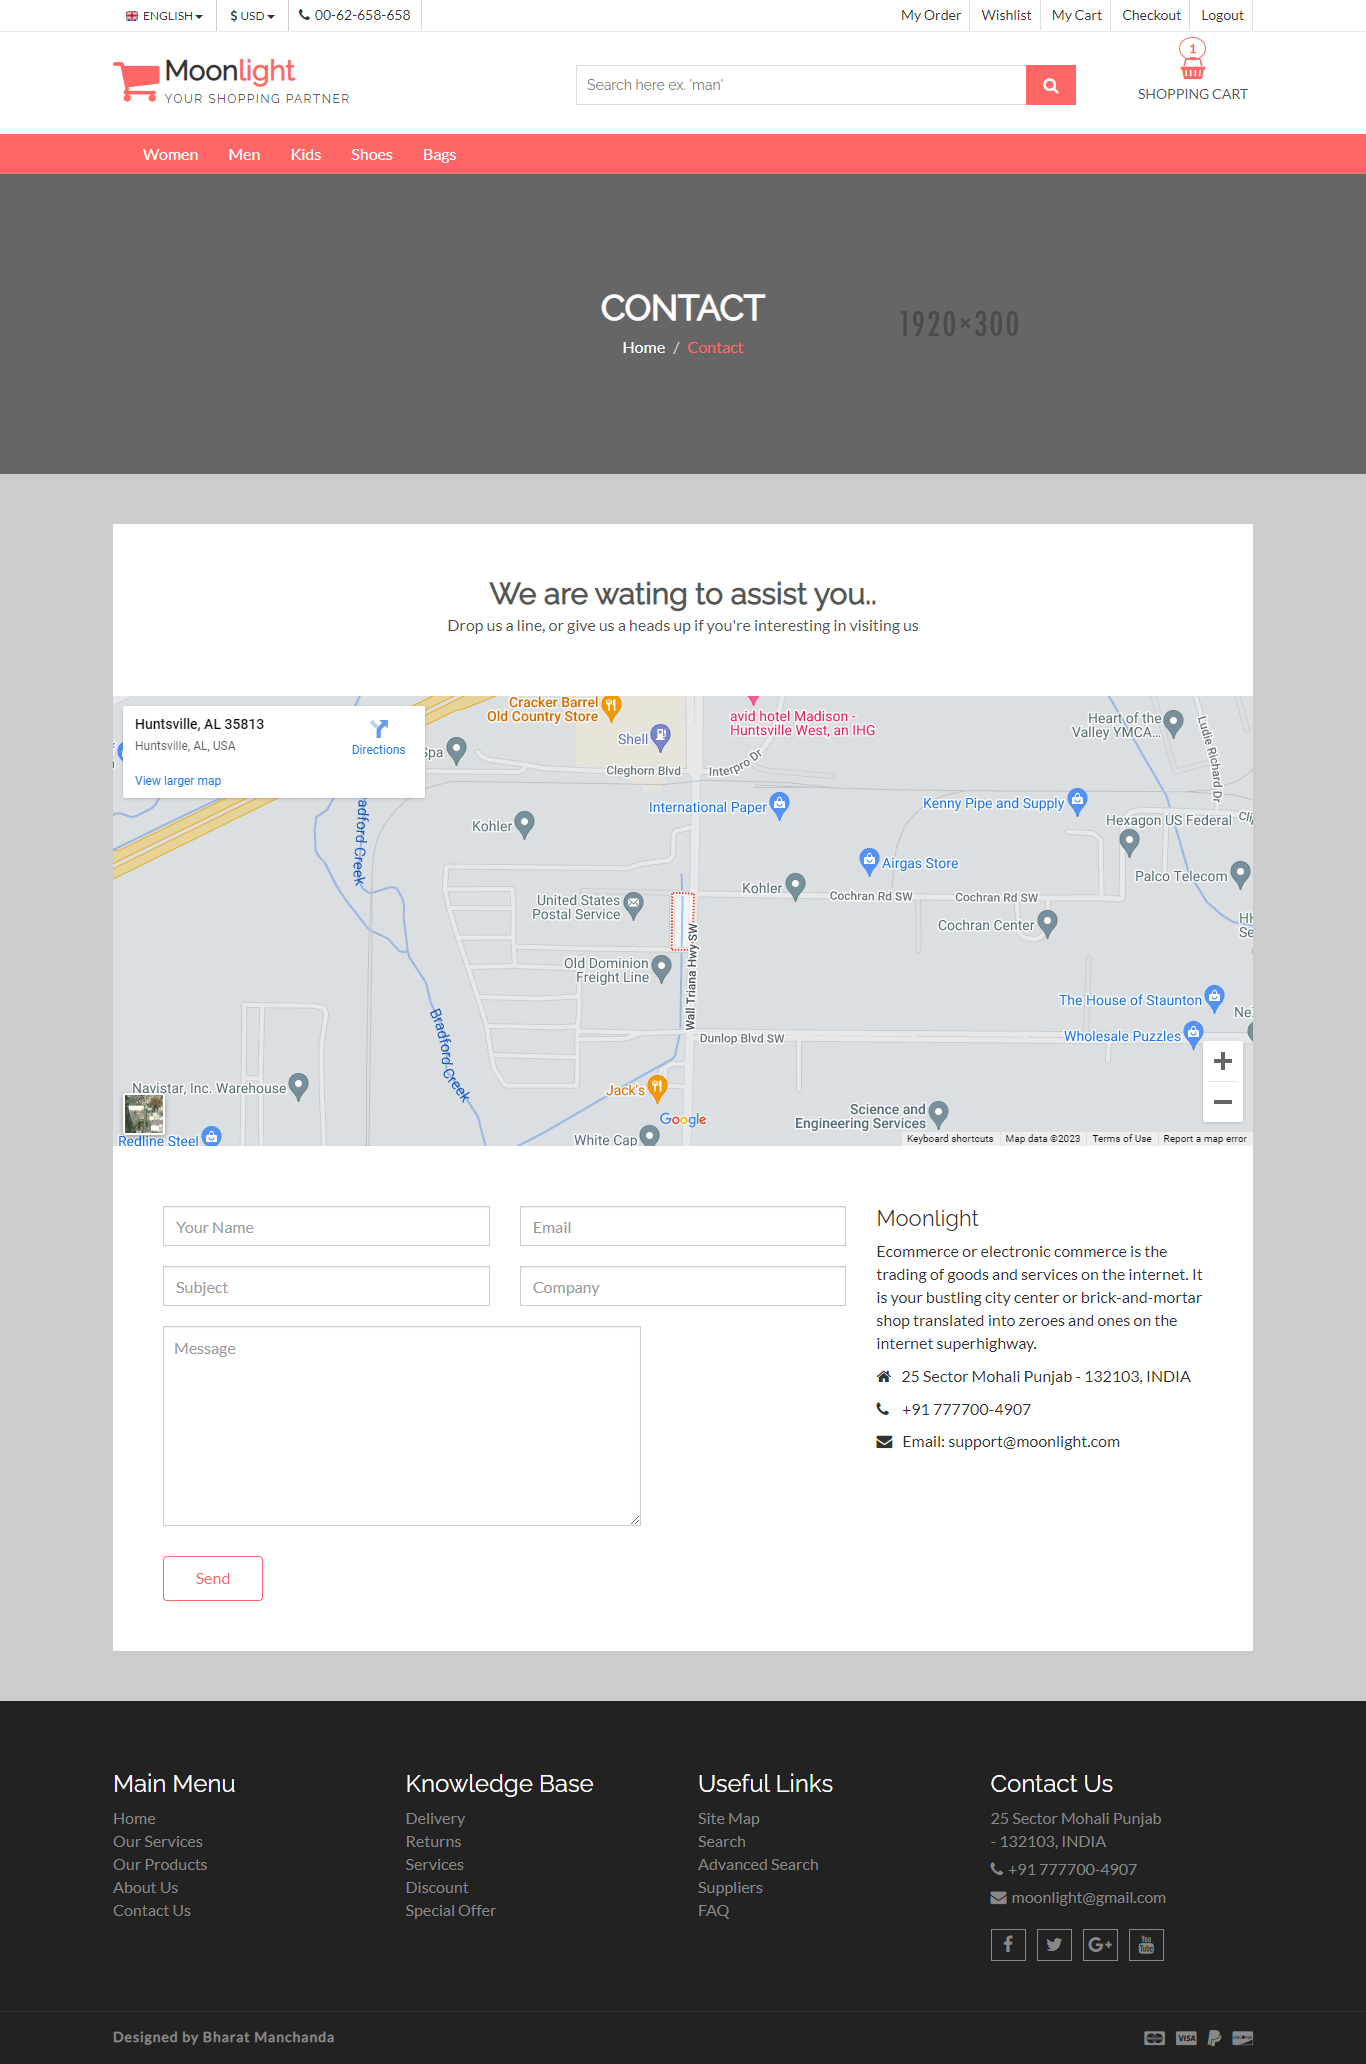 ENGLISH
$ USD
00-62-658-658
My Order
Wishlist
My Cart
Checkout
Logout
Moonlight
YOUR SHOPPING PARTNER
Search here ex. 'man'
1
SHOPPING CART
Women
Men
Kids
Shoes
Bags
CONTACT
1920×300
Home / Contact
We are wating to assist you..
Drop us a line, or give us a heads up if you're interesting in visiting us
Huntsville, AL 35813
Huntsville, AL, USA
Directions
View larger map
Cracker Barrel
Old Country Store
avid hotel Madison -
Huntsville West, an IHG
Heart of the
Valley YMCA...
Ludie Richard Dr
Shell
Spa
Cleghorn Blvd
Interpro Dr
International Paper
Kenny Pipe and Supply
Hexagon US Federal
Kohler
Bradford Creek
Airgas Store
Palco Telecom
Kohler
Cochran Rd SW
Cochran Rd SW
United States
Postal Service
Cochran Center
Wall Triana Hwy SW
Old Dominion
Freight Line
The House of Staunton
Wholesale Puzzles
Dunlop Blvd SW
Bradford Creek
Navistar, Inc. Warehouse
Jack's
Google
Science and
Engineering Services
Redline Steel
White Cap
Keyboard shortcuts
Map data ©2023
Terms of Use
Report a map error
Your Name
Email
Subject
Company
Message
Send
Moonlight
Ecommerce or electronic commerce is the
trading of goods and services on the internet. It
is your bustling city center or brick-and-mortar
shop translated into zeroes and ones on the
internet superhighway.
25 Sector Mohali Punjab - 132103, INDIA
+91 777700-4907
Email: support@moonlight.com
Main Menu
Home
Our Services
Our Products
About Us
Contact Us
Knowledge Base
Delivery
Returns
Services
Discount
Special Offer
Useful Links
Site Map
Search
Advanced Search
Suppliers
FAQ
Contact Us
25 Sector Mohali Punjab
- 132103, INDIA
+91 777700-4907
moonlight@gmail.com
You Tube
Designed by Bharat Manchanda
VISA